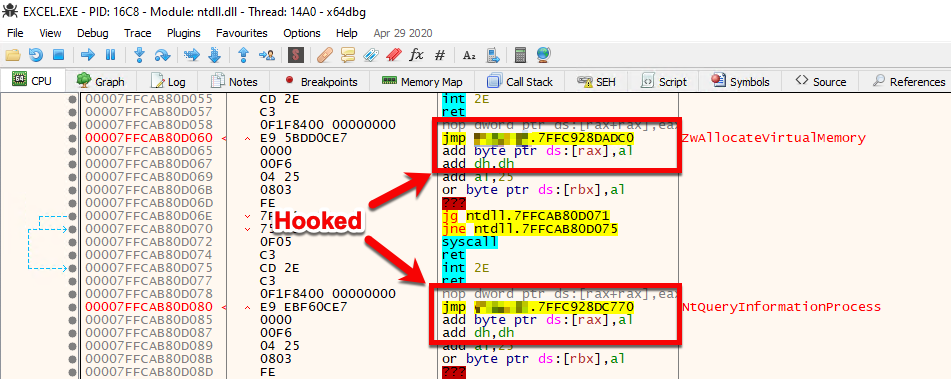 EXCEL.EXE - PID: 16C8 - Module: ntdll.dll - Thread: 14A0 - x64dbg
File View Debug Trace Plugins Favourites Options Help Apr 29 2020
CPU Graph Log Notes Breakpoints Memory Map Call Stack SEH Script Symbols Source References
00007FFCAB80D055 CD 2E int 2E
00007FFCAB80D057 C3 ret
00007FFCAB80D058 0F1F8400 00000000 nop dword ptr ds:[rax+rax],eax
00007FFCAB80D060 E9 5BDD0CE7 jmp .7FFC928DADC0 ZwAllocateVirtualMemory
00007FFCAB80D065 0000 add byte ptr ds:[rax],al
00007FFCAB80D067 00F6 add dh,dh
00007FFCAB80D069 04 25 add al,25
00007FFCAB80D06B 0803 or byte ptr ds:[rbx],al
00007FFCAB80D06D FE ???
00007FFCAB80D06E jg ntdll.7FFCAB80D071
00007FFCAB80D070 jne ntdll.7FFCAB80D075
Hooked
00007FFCAB80D072 0F05 syscall
00007FFCAB80D074 C3 ret
00007FFCAB80D075 CD 2E int 2E
00007FFCAB80D077 C3 ret
00007FFCAB80D078 0F1F8400 00000000 nop dword ptr ds:[rax+rax],eax
00007FFCAB80D080 E9 EBF60CE7 jmp .7FFC928DC770 NtQueryInformationProcess
00007FFCAB80D085 0000 add byte ptr ds:[rax],al
00007FFCAB80D087 00F6 add dh,dh
00007FFCAB80D089 04 25 add al,25
00007FFCAB80D08B 0803 or byte ptr ds:[rbx],al
00007FFCAB80D08D FE ???